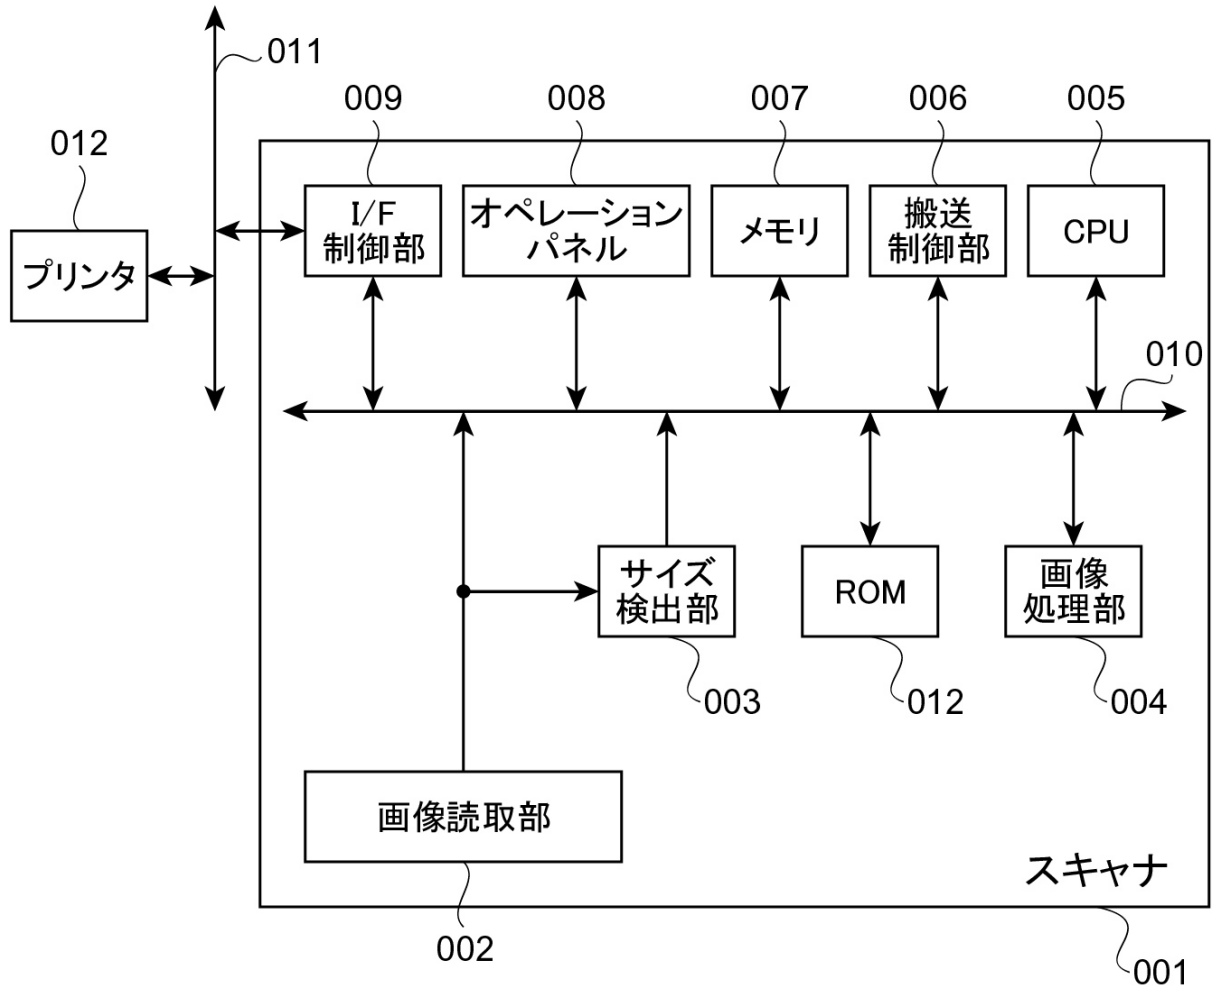 011
009
008
007
006
005
012
I/F
制御部
オペレーション
パネル
メモリ
搬送
制御部
CPU
プリンタ
010
サイズ
検出部
ROM
画像
処理部
003
012
004
画像読取部
スキャナ
002
001